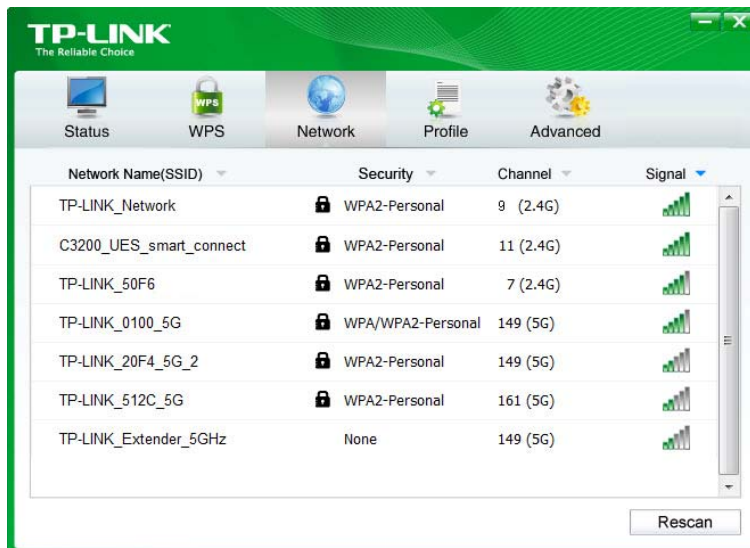 TP-LINK
The Reliable Choice
WPS
Status WPS Network Profile Advanced
Network Name(SSID) Security Channel Signal
TP-LINK_Network WPA2-Personal 9 (2.4G)
C3200_UES_smart_connect WPA2-Personal 11 (2.4G)
TP-LINK_50F6 WPA2-Personal 7 (2.4G)
TP-LINK_0100_5G WPA/WPA2-Personal 149 (5G)
TP-LINK_20F4_5G_2 WPA2-Personal 149 (5G)
TP-LINK_512C_5G WPA2-Personal 161 (5G)
TP-LINK_Extender_5GHz None 149 (5G)
Rescan